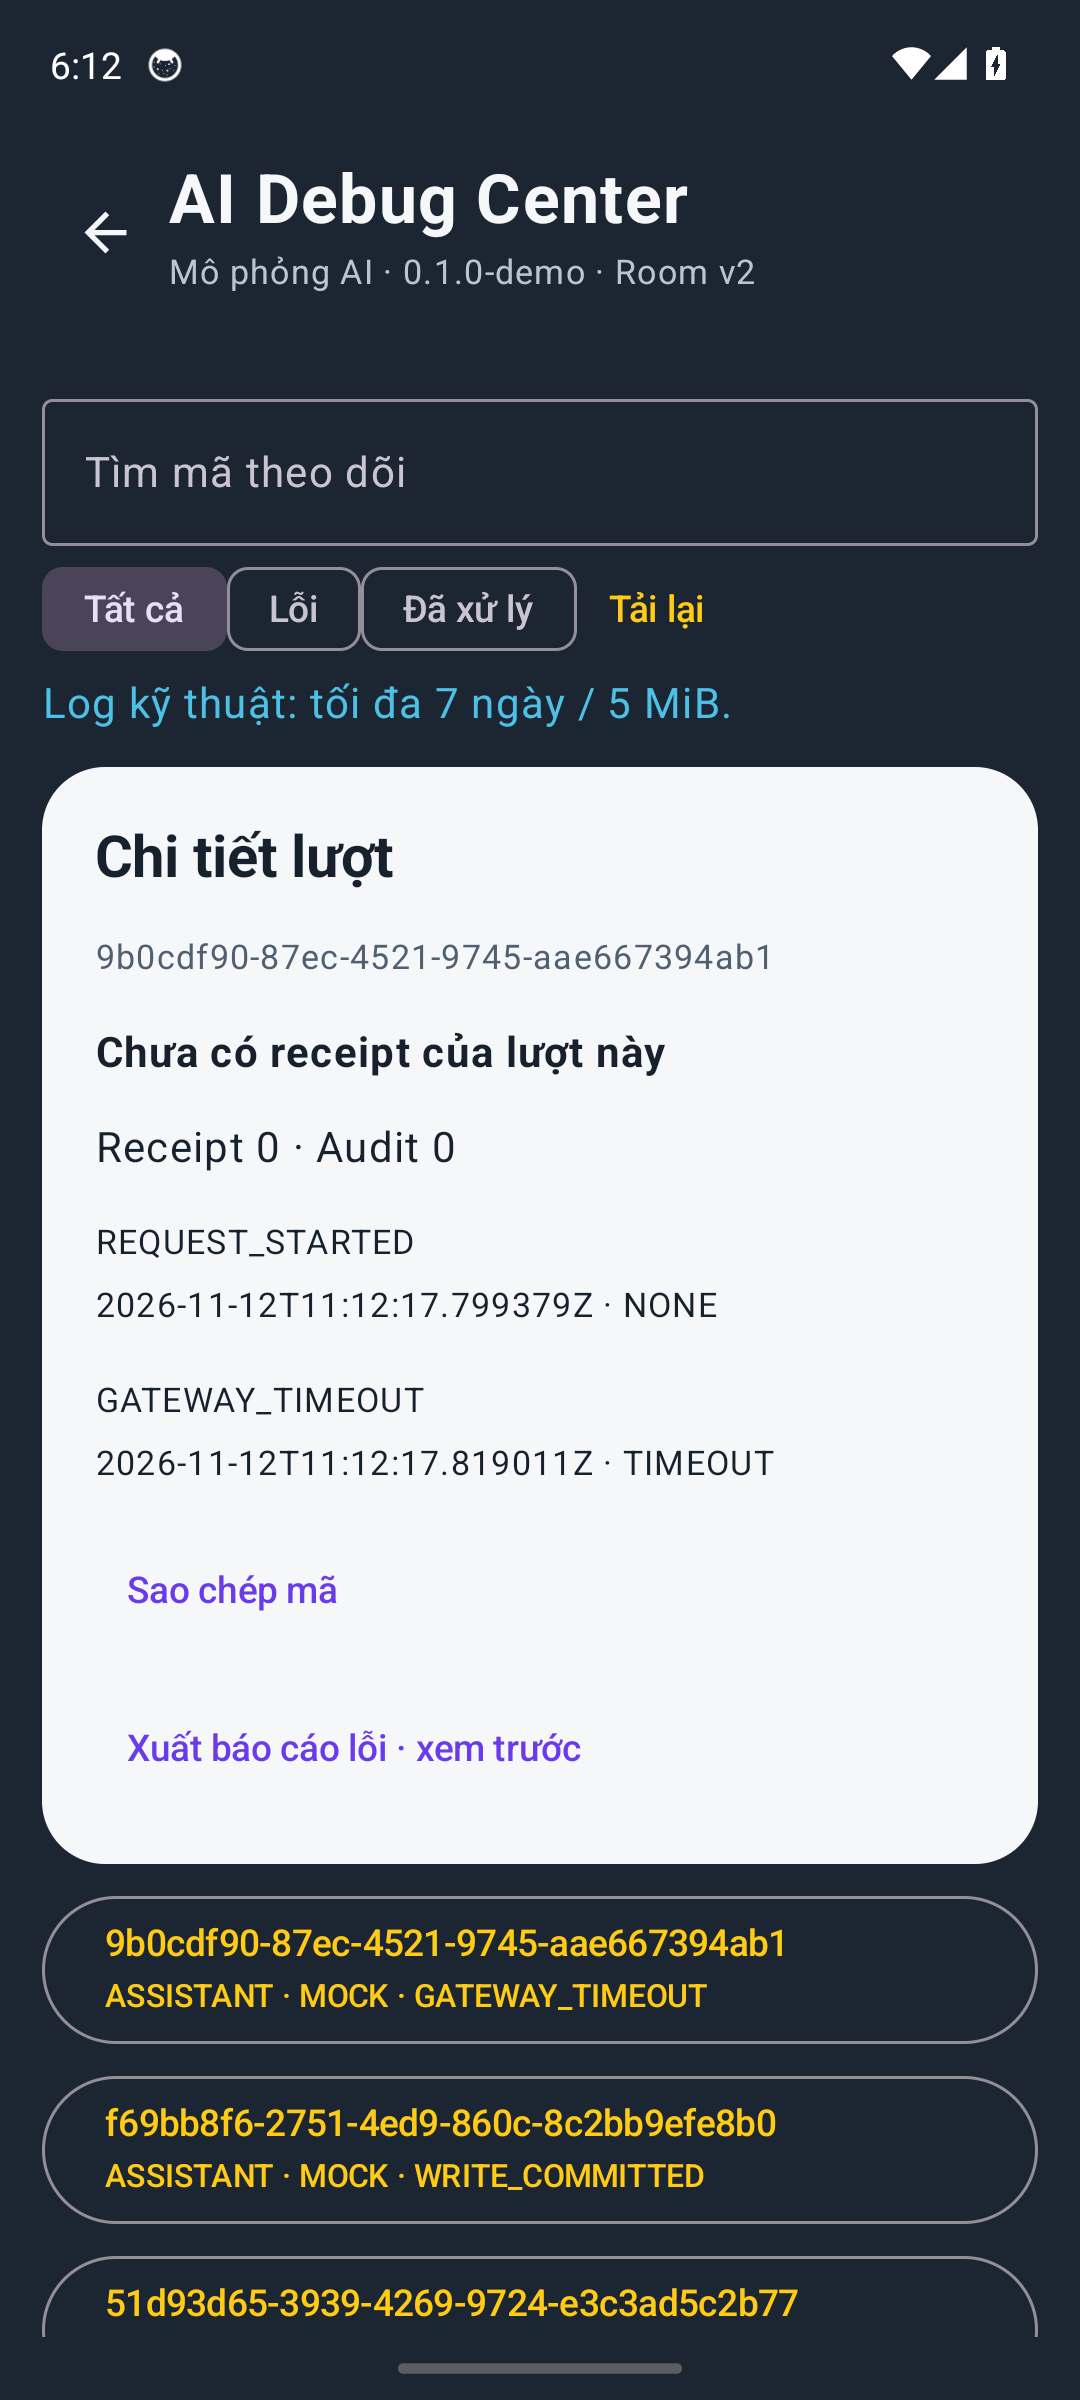 6:12
AI Debug Center
Mô phỏng AI · 0.1.0-demo · Room v2
Tìm mã theo dõi
Tất cả
Lỗi
Đã xử lý
Tải lại
Log kỹ thuật: tối đa 7 ngày / 5 MiB.
Chi tiết lượt
9b0cdf90-87ec-4521-9745-aae667394ab1
Chưa có receipt của lượt này
Receipt 0 · Audit 0
REQUEST_STARTED
2026-11-12T11:12:17.799379Z · NONE
GATEWAY_TIMEOUT
2026-11-12T11:12:17.819011Z · TIMEOUT
Sao chép mã
Xuất báo cáo lỗi · xem trước
9b0cdf90-87ec-4521-9745-aae667394ab1
ASSISTANT · MOCK · GATEWAY_TIMEOUT
f69bb8f6-2751-4ed9-860c-8c2bb9efe8b0
ASSISTANT · MOCK · WRITE_COMMITTED
51d93d65-3939-4269-9724-e3c3ad5c2b77